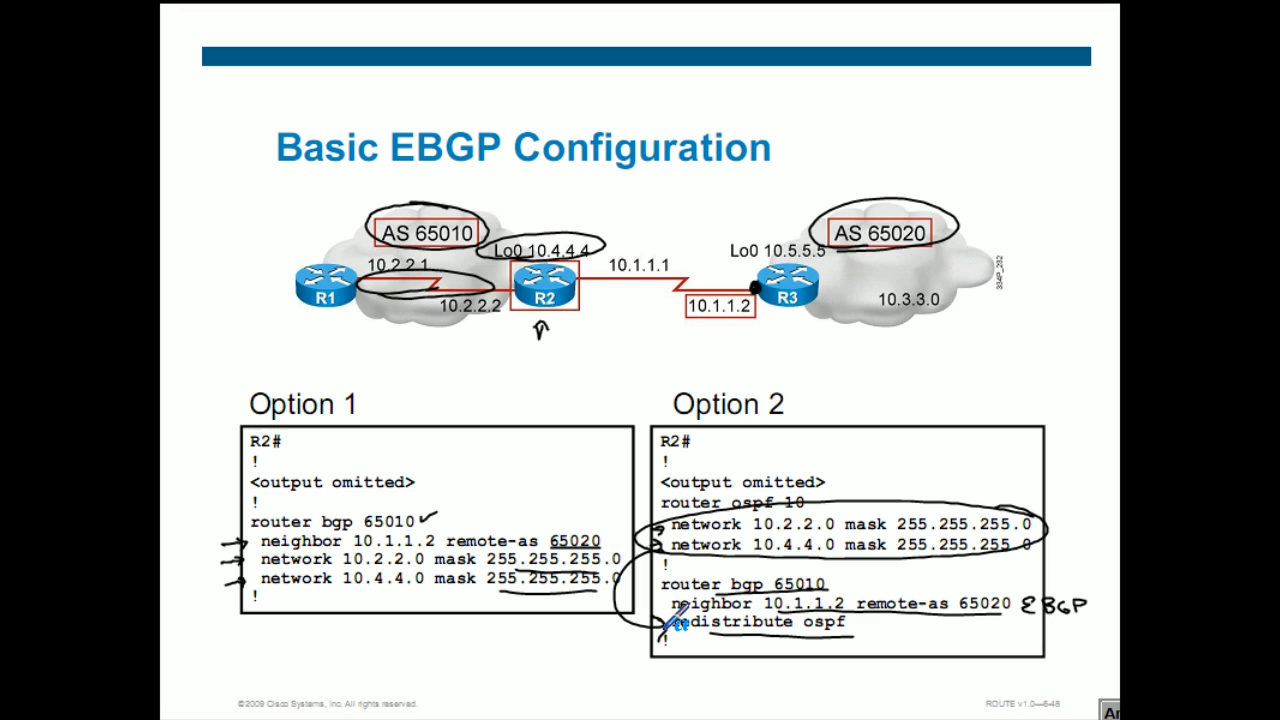 Basic EBGP Configuration
AS 65010
AS 65020
Lo0 10.4.4.4
Lo0 10.5.5.5
10.2.2.1
10.1.1.1
R1
R2
R3
10.2.2.2
10.1.1.2
10.3.3.0
334P_282
Option 1
R2#
!
<output omitted>
!
router bgp 65010
neighbor 10.1.1.2 remote-as 65020
network 10.2.2.0 mask 255.255.255.0
network 10.4.4.0 mask 255.255.255.0
!
Option 2
R2#
!
<output omitted>
router ospf 10
network 10.2.2.0 mask 255.255.255.0
network 10.4.4.0 mask 255.255.255.0
!
router bgp 65010
neighbor 10.1.1.2 remote-as 65020 EBGP
redistribute ospf
!
©2009 Cisco Systems, Inc. All rights reserved.
ROUTE v1.0—6-48